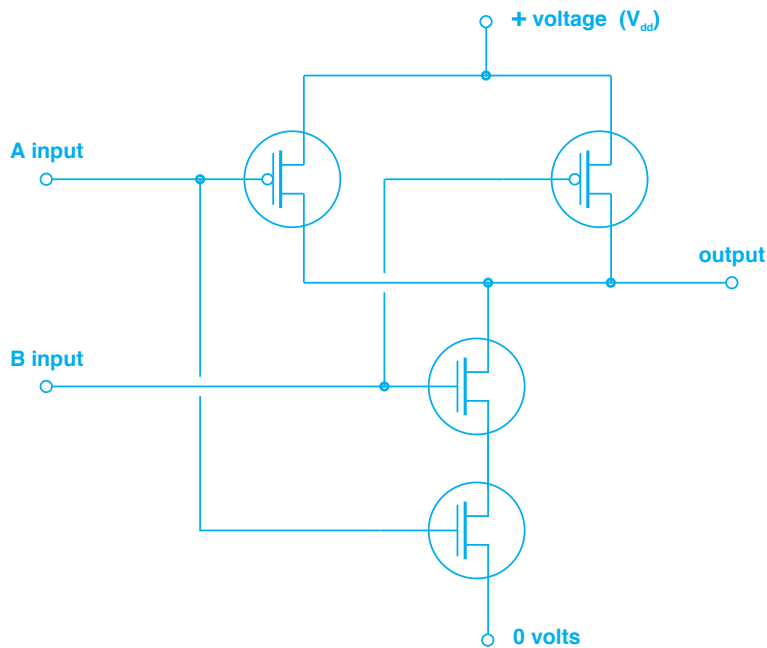 + voltage (Vdd)
A input
output
B input
0 volts